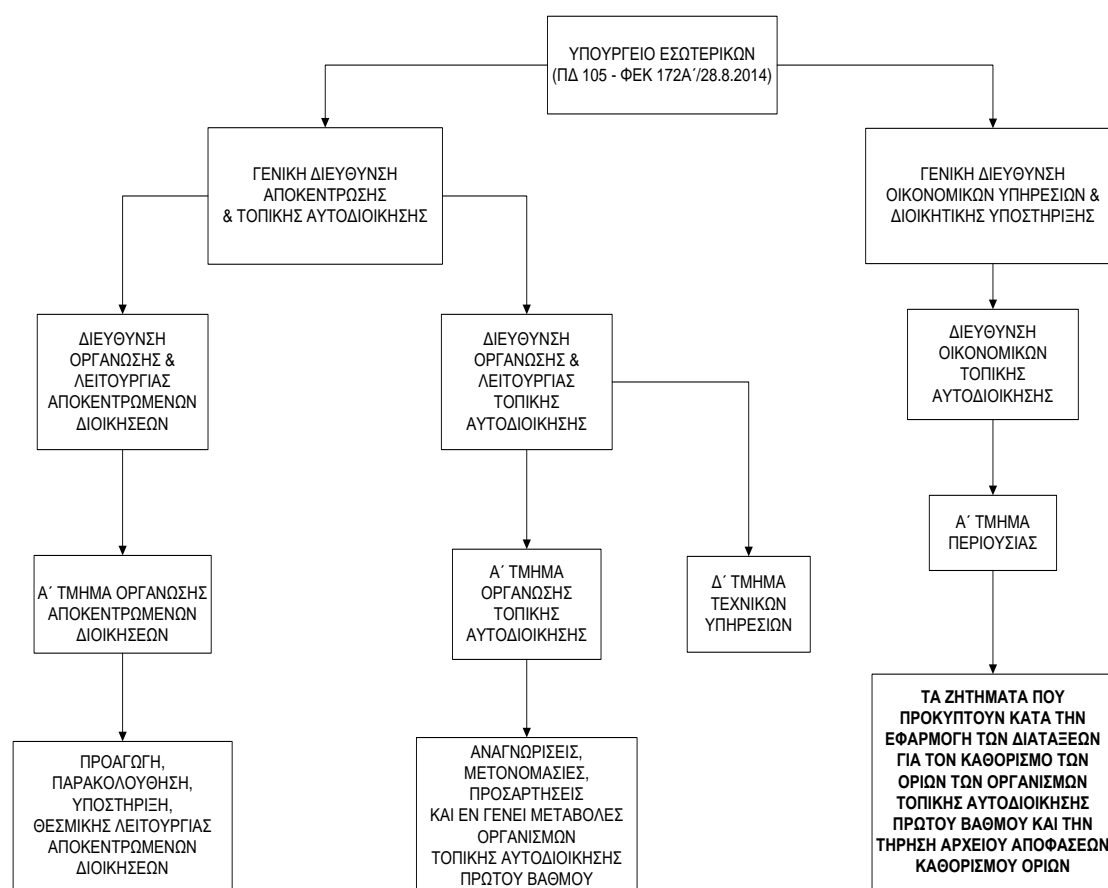 ΥΠΟΥΡΓΕΙΟ ΕΣΩΤΕΡΙΚΩΝ
(ΠΔ 105 - ΦΕΚ 172Α΄/28.8.2014)
ΓΕΝΙΚΗ ΔΙΕΥΘΥΝΣΗ
ΑΠΟΚΕΝΤΡΩΣΗΣ
& ΤΟΠΙΚΗΣ ΑΥΤΟΔΙΟΙΚΗΣΗΣ
ΓΕΝΙΚΗ ΔΙΕΥΘΥΝΣΗ
ΟΙΚΟΝΟΜΙΚΩΝ ΥΠΗΡΕΣΙΩΝ &
ΔΙΟΙΚΗΤΙΚΗΣ ΥΠΟΣΤΗΡΙΞΗΣ
ΔΙΕΥΘΥΝΣΗ
ΟΡΓΑΝΩΣΗΣ &
ΛΕΙΤΟΥΡΓΙΑΣ
ΑΠΟΚΕΝΤΡΩΜΕΝΩΝ
ΔΙΟΙΚΗΣΕΩΝ
ΔΙΕΥΘΥΝΣΗ
ΟΡΓΑΝΩΣΗΣ &
ΛΕΙΤΟΥΡΓΙΑΣ
ΤΟΠΙΚΗΣ
ΑΥΤΟΔΙΟΙΚΗΣΗΣ
ΔΙΕΥΘΥΝΣΗ
ΟΙΚΟΝΟΜΙΚΩΝ
ΤΟΠΙΚΗΣ
ΑΥΤΟΔΙΟΙΚΗΣΗΣ
Α΄ ΤΜΗΜΑ
ΠΕΡΙΟΥΣΙΑΣ
Α΄ ΤΜΗΜΑ ΟΡΓΑΝΩΣΗΣ
ΑΠΟΚΕΝΤΡΩΜΕΝΩΝ
ΔΙΟΙΚΗΣΕΩΝ
Α΄ ΤΜΗΜΑ
ΟΡΓΑΝΩΣΗΣ
ΤΟΠΙΚΗΣ
ΑΥΤΟΔΙΟΙΚΗΣΗΣ
Δ΄ ΤΜΗΜΑ
ΤΕΧΝΙΚΩΝ
ΥΠΗΡΕΣΙΩΝ
ΠΡΟΑΓΩΓΗ,
ΠΑΡΑΚΟΛΟΥΘΗΣΗ,
ΥΠΟΣΤΗΡΙΞΗ,
ΘΕΣΜΙΚΗΣ ΛΕΙΤΟΥΡΓΙΑΣ
ΑΠΟΚΕΝΤΡΩΜΕΝΩΝ
ΔΙΟΙΚΗΣΕΩΝ
ΑΝΑΓΝΩΡΙΣΕΙΣ,
ΜΕΤΟΝΟΜΑΣΙΕΣ,
ΠΡΟΣΑΡΤΗΣΕΙΣ
ΚΑΙ ΕΝ ΓΕΝΕΙ ΜΕΤΑΒΟΛΕΣ
ΟΡΓΑΝΙΣΜΩΝ
ΤΟΠΙΚΗΣ ΑΥΤΟΔΙΟΙΚΗΣΗΣ
ΠΡΩΤΟΥ ΒΑΘΜΟΥ
ΤΑ ΖΗΤΗΜΑΤΑ ΠΟΥ
ΠΡΟΚΥΠΤΟΥΝ ΚΑΤΑ ΤΗΝ
ΕΦΑΡΜΟΓΗ ΤΩΝ ΔΙΑΤΑΞΕΩΝ
ΓΙΑ ΤΟΝ ΚΑΘΟΡΙΣΜΟ ΤΩΝ
ΟΡΙΩΝ ΤΩΝ ΟΡΓΑΝΙΣΜΩΝ
ΤΟΠΙΚΗΣ ΑΥΤΟΔΙΟΙΚΗΣΗΣ
ΠΡΩΤΟΥ ΒΑΘΜΟΥ ΚΑΙ ΤΗΝ
ΤΗΡΗΣΗ ΑΡΧΕΙΟΥ ΑΠΟΦΑΣΕΩΝ
ΚΑΘΟΡΙΣΜΟΥ ΟΡΙΩΝ